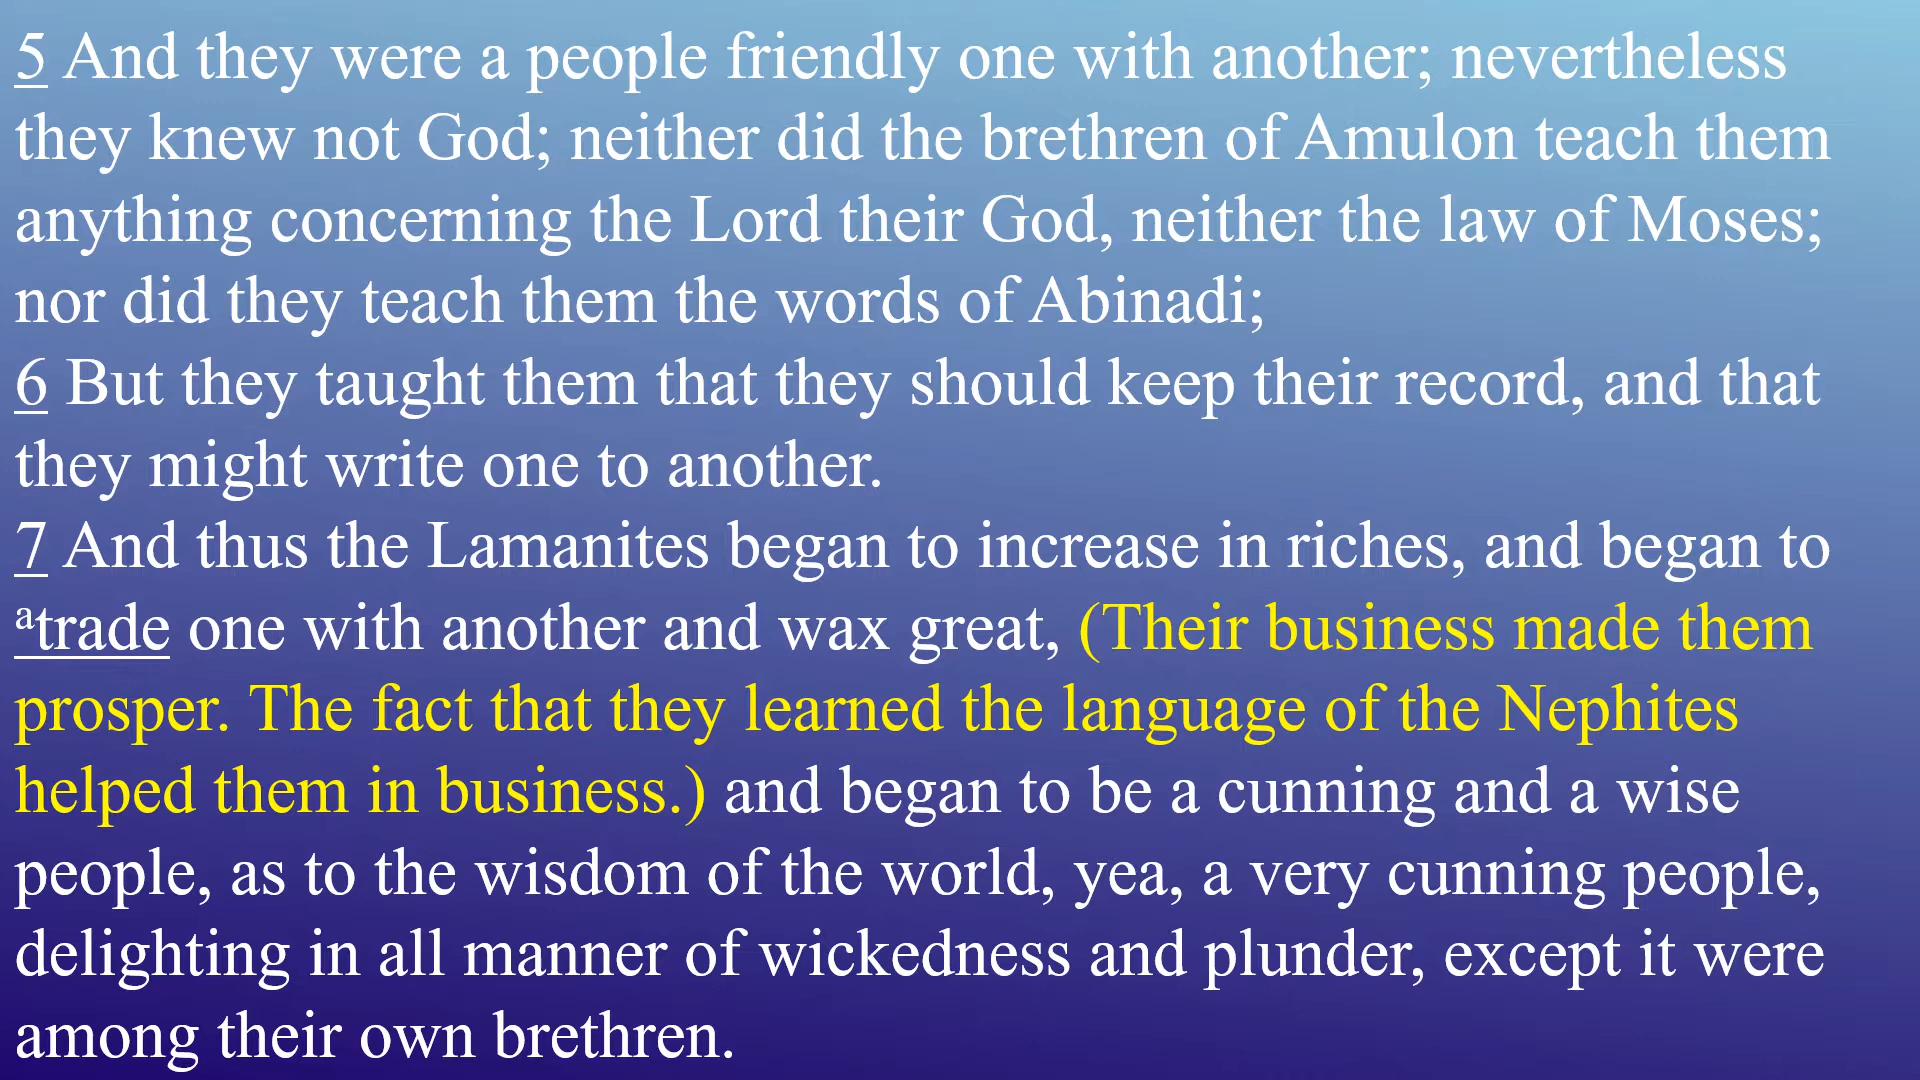 5 And they were a people friendly one with another; nevertheless
they knew not God; neither did the brethren of Amulon teach them
anything concerning the Lord their God, neither the law of Moses;
nor did they teach them the words of Abinadi;
6 But they taught them that they should keep their record, and that
they might write one to another.
7 And thus the Lamanites began to increase in riches, and began to
atrade one with another and wax great, (Their business made them
prosper. The fact that they learned the language of the Nephites
helped them in business.) and began to be a cunning and a wise
people, as to the wisdom of the world, yea, a very cunning people,
delighting in all manner of wickedness and plunder, except it were
among their own brethren.